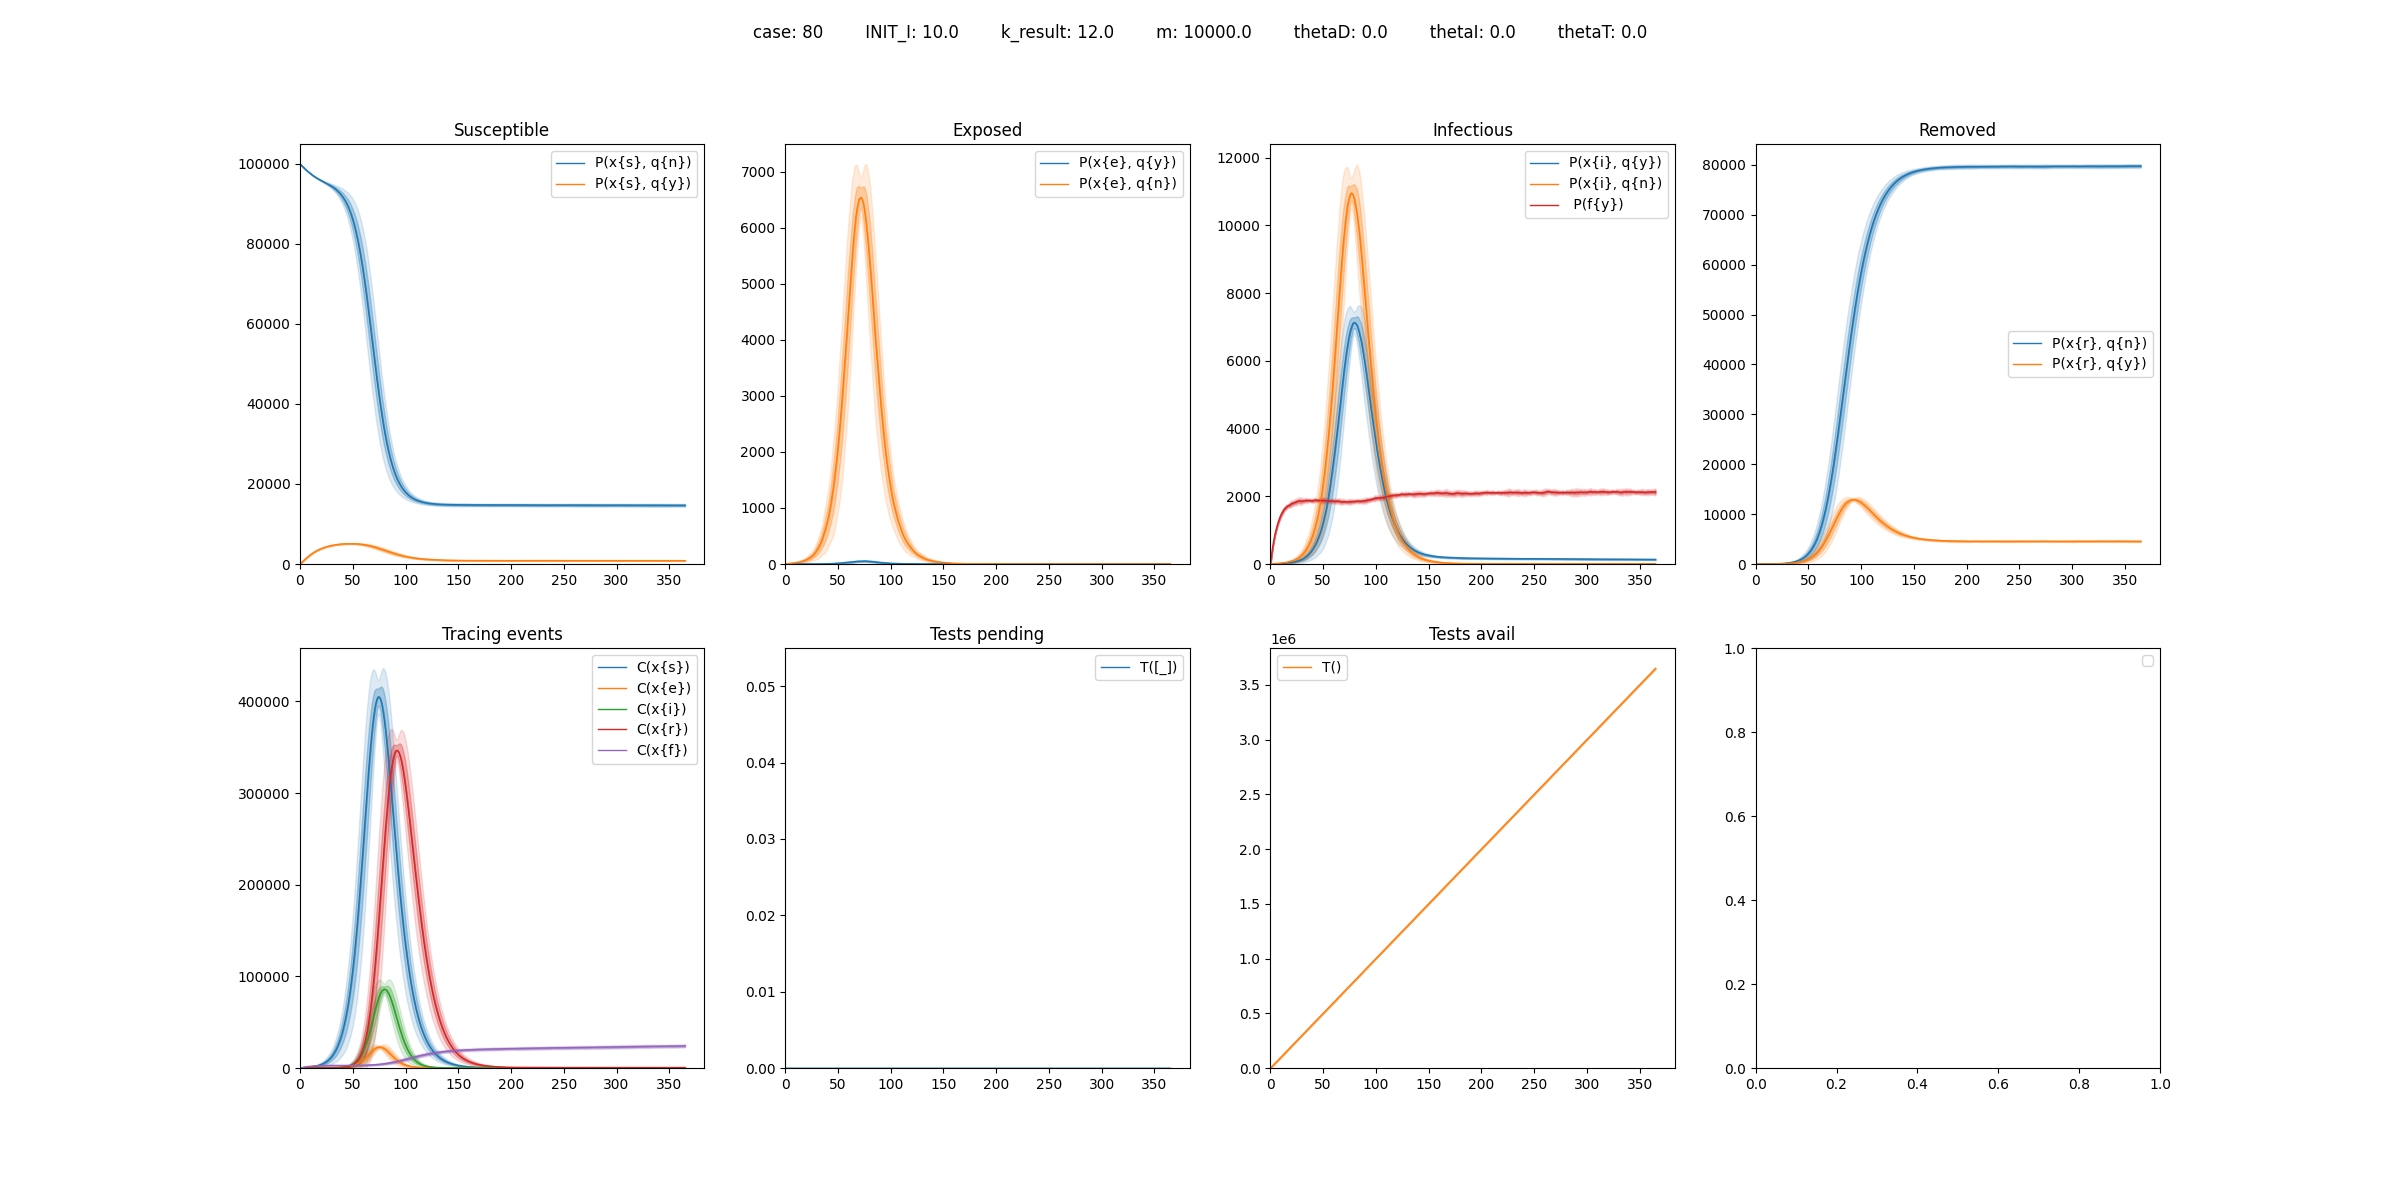 case: 80 INIT_I: 10.0 k_result: 12.0 m: 10000.0 thetaD: 0.0 thetaI: 0.0 thetaT: 0.0
Susceptible
100000
80000
60000
40000
20000
0
0 50 100 150 200 250 300 350
P(x{s}, q{n})
P(x{s}, q{y})
Exposed
7000
6000
5000
4000
3000
2000
1000
0
0 50 100 150 200 250 300 350
P(x{e}, q{y})
P(x{e}, q{n})
Infectious
12000
10000
8000
6000
4000
2000
0
0 50 100 150 200 250 300 350
P(x{i}, q{y})
P(x{i}, q{n})
P(f{y})
Removed
80000
70000
60000
50000
40000
30000
20000
10000
0
0 50 100 150 200 250 300 350
P(x{r}, q{n})
P(x{r}, q{y})
Tracing events
400000
300000
200000
100000
0
0 50 100 150 200 250 300 350
C(x{s})
C(x{e})
C(x{i})
C(x{r})
C(x{f})
Tests pending
0.05
0.04
0.03
0.02
0.01
0.00
0 50 100 150 200 250 300 350
T([_])
Tests avail
1e6
3.5
3.0
2.5
2.0
1.5
1.0
0.5
0.0
0 50 100 150 200 250 300 350
T()
1.0
0.8
0.6
0.4
0.2
0.0
0.0 0.2 0.4 0.6 0.8 1.0